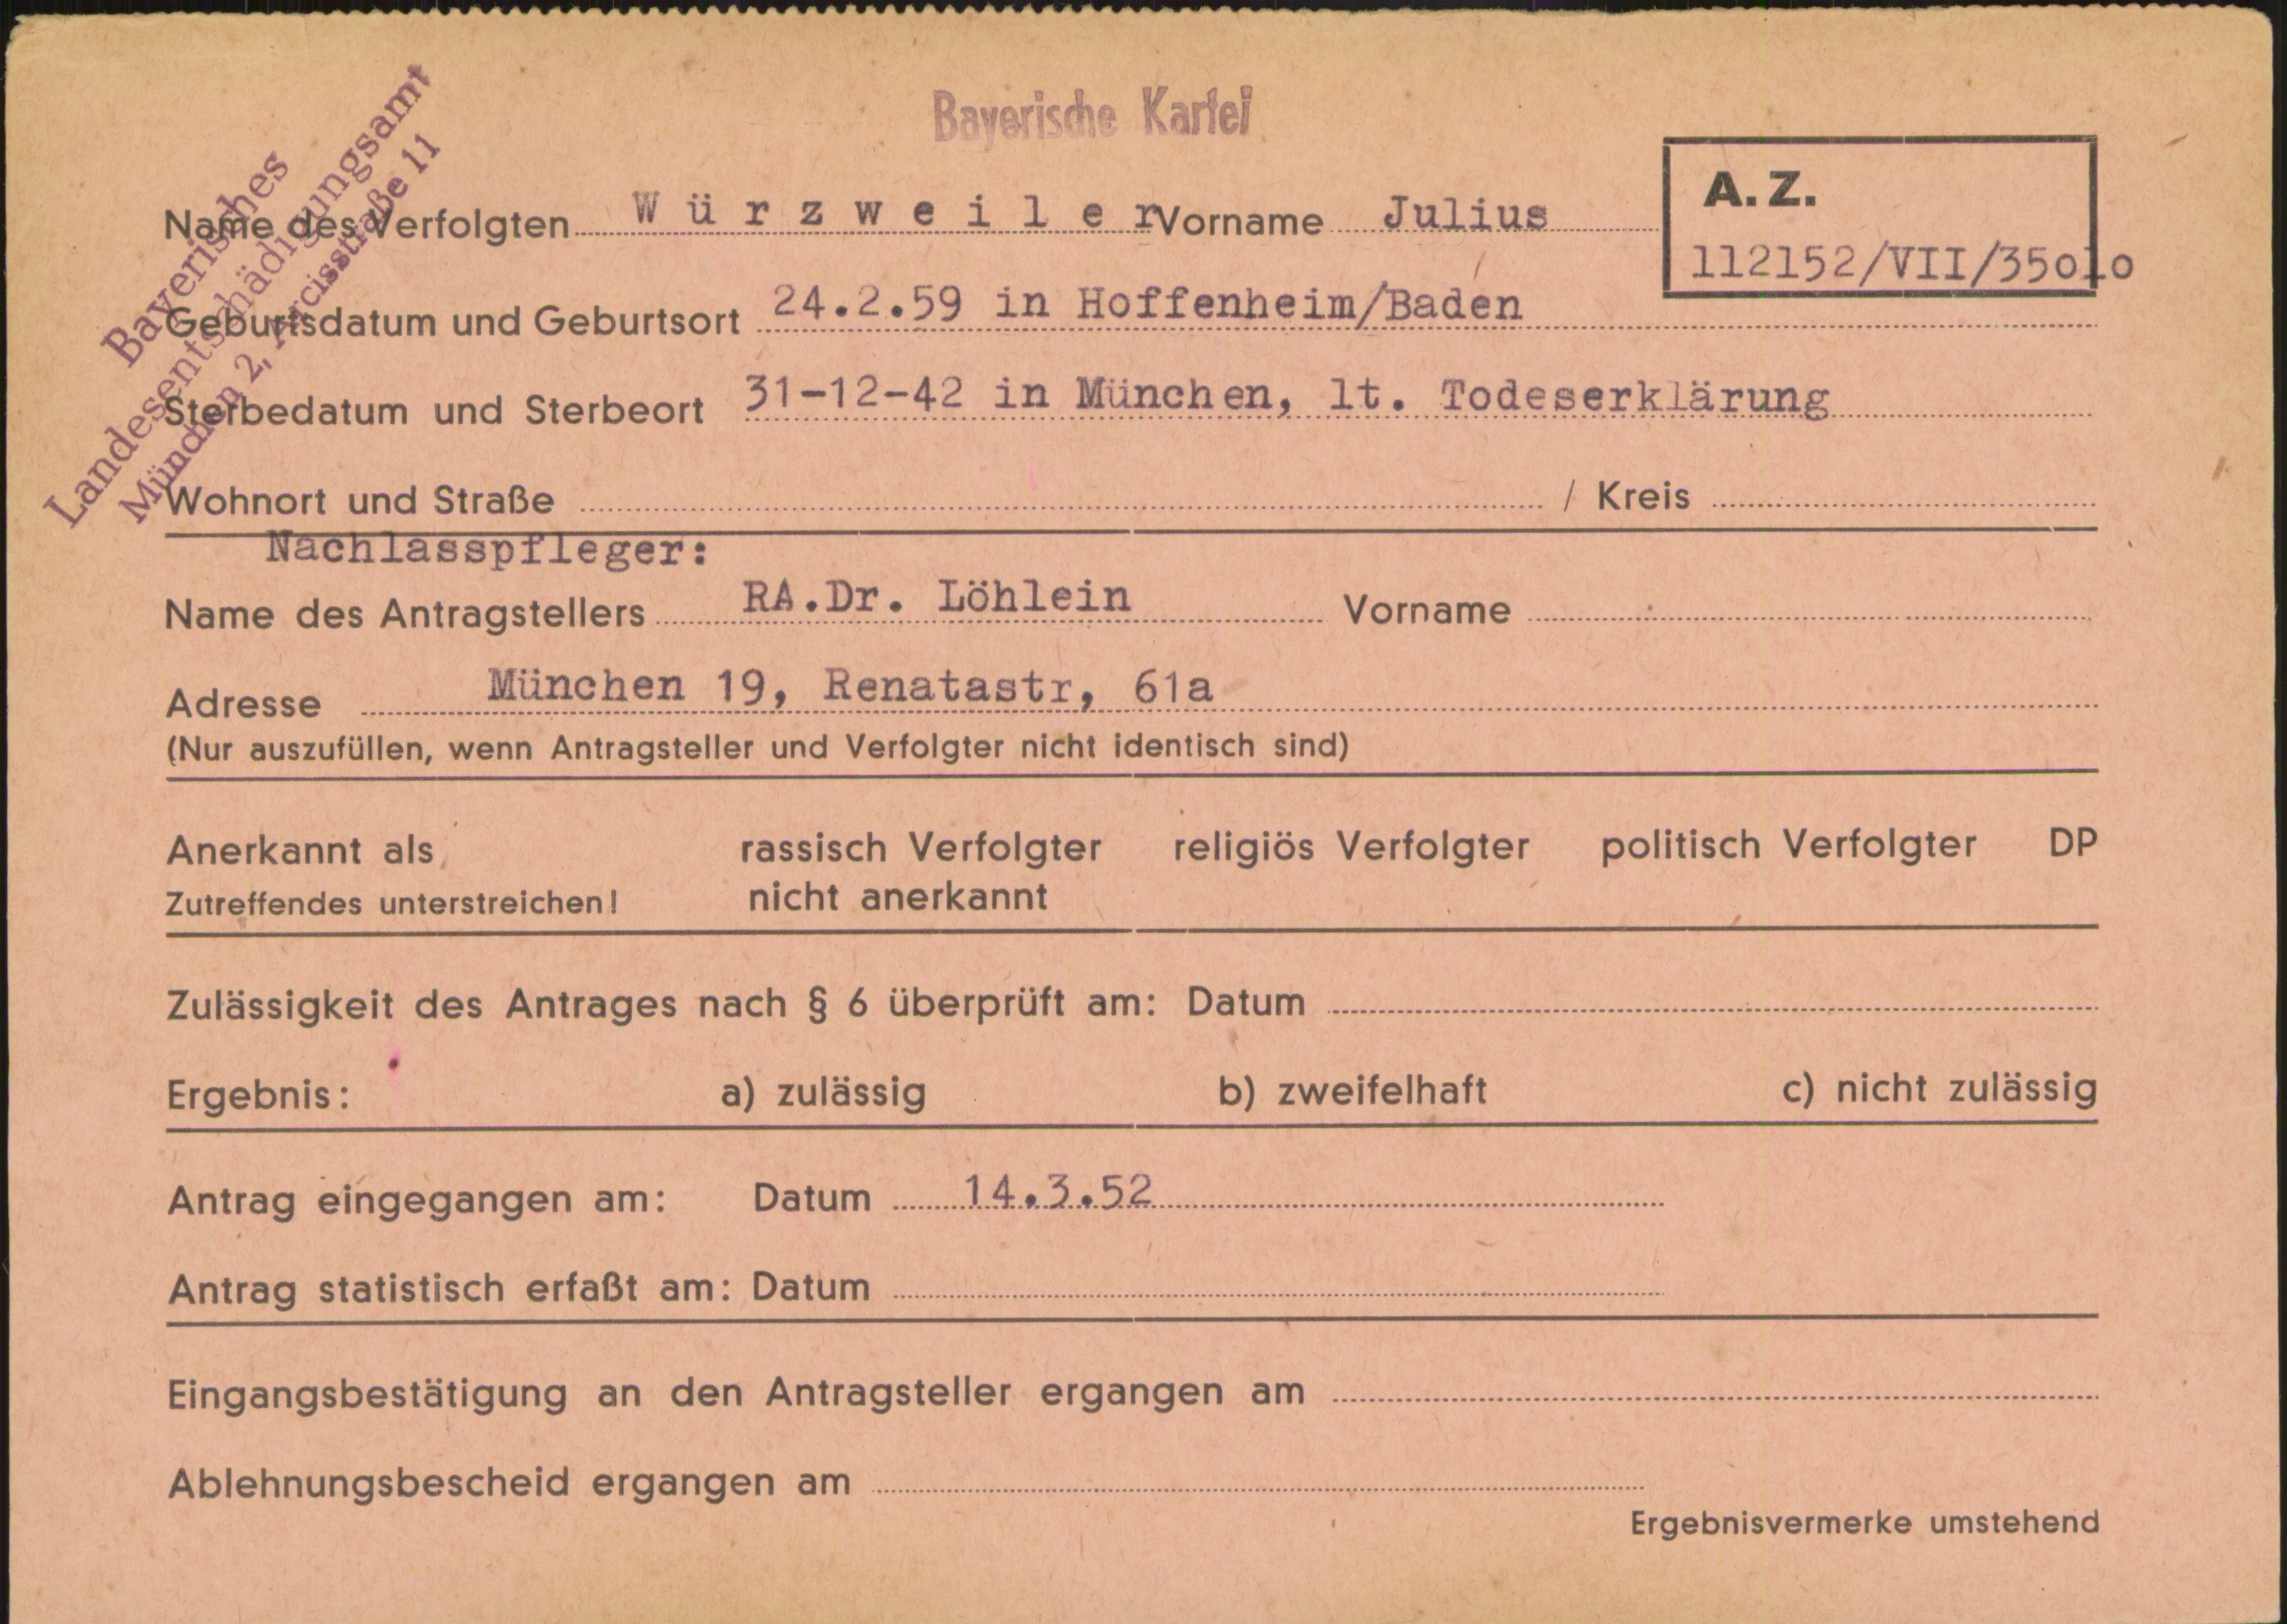 Bayerisches
Landesentschädigungsamt
München 2, Arcisstraße 11
Bayerische Kartei
A. Z.
112152/VII/35010
Name des Verfolgten W ü r z w e i l e r Vorname Julius
Geburtsdatum und Geburtsort 24.2.59 in Hoffenheim/Baden
Sterbedatum und Sterbeort 31-12-42 in München, lt. Todeserklärung
Wohnort und Straße / Kreis
Nachlasspfleger:
Name des Antragstellers RA.Dr. Löhlein Vorname
Adresse München 19, Renatastr, 61a
(Nur auszufüllen, wenn Antragsteller und Verfolgter nicht identisch sind)
Anerkannt als rassisch Verfolgter religiös Verfolgter politisch Verfolgter DP
Zutreffendes unterstreichen! nicht anerkannt
Zulässigkeit des Antrages nach § 6 überprüft am: Datum
Ergebnis: a) zulässig b) zweifelhaft c) nicht zulässig
Antrag eingegangen am: Datum 14.3.52
Antrag statistisch erfaßt am: Datum
Eingangsbestätigung an den Antragsteller ergangen am
Ablehnungsbescheid ergangen am
Ergebnisvermerke umstehend